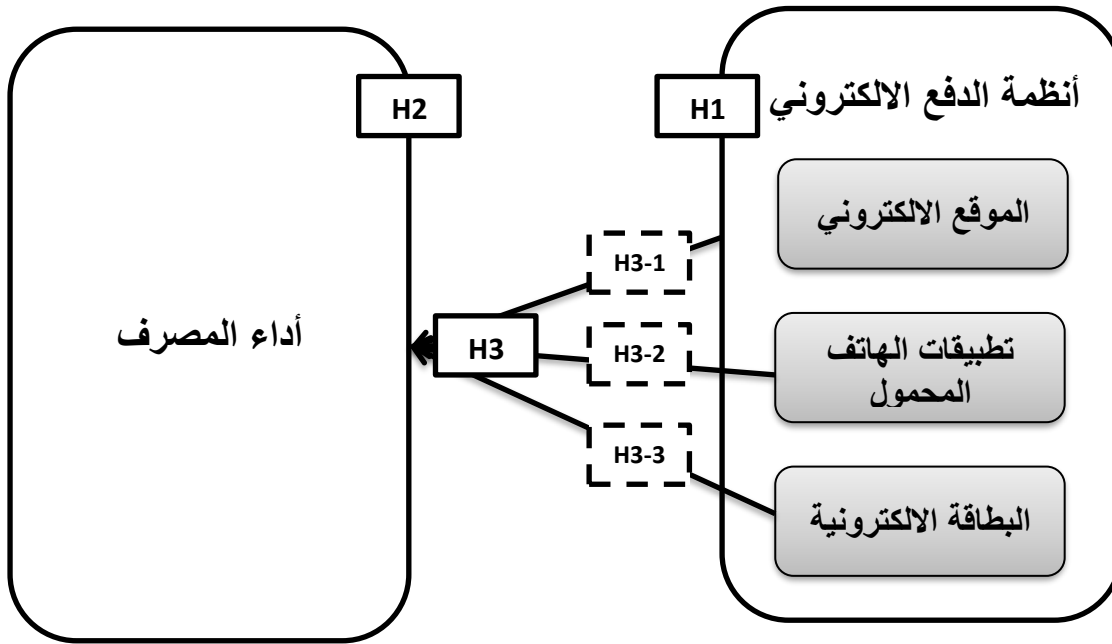 أنظمة الدفع الالكتروني
H1
H2
الموقع الالكتروني
H3-1
تطبيقات الهاتف
المحمول
H3-2
H3
أداء المصرف
البطاقة الالكترونية
H3-3